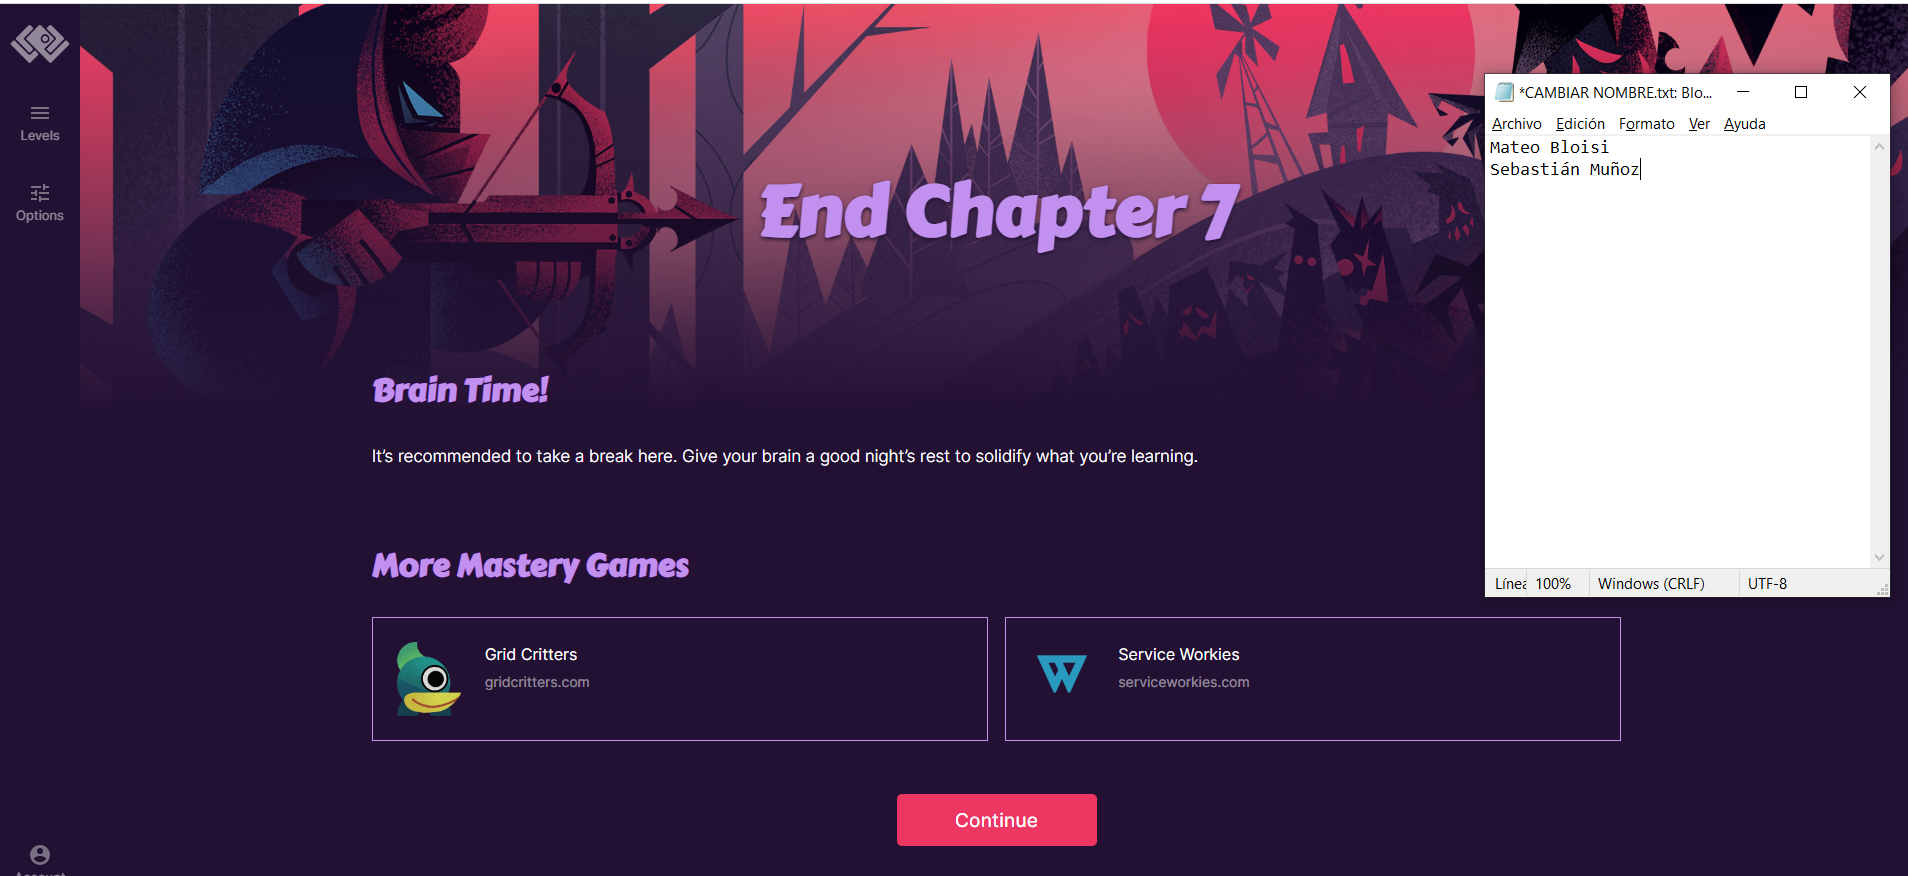 Levels
Options
End Chapter 7
Brain Time!
It's recommended to take a break here. Give your brain a good night's rest to solidify what you're learning.
More Mastery Games
Grid Critters
gridcritters.com
Service Workies
serviceworkies.com
Continue
*CAMBIAR NOMBRE.txt: Blo...
Archivo Edición Formato Ver Ayuda
Mateo Bloisi
Sebastián Muñoz
100% Windows (CRLF) UTF-8